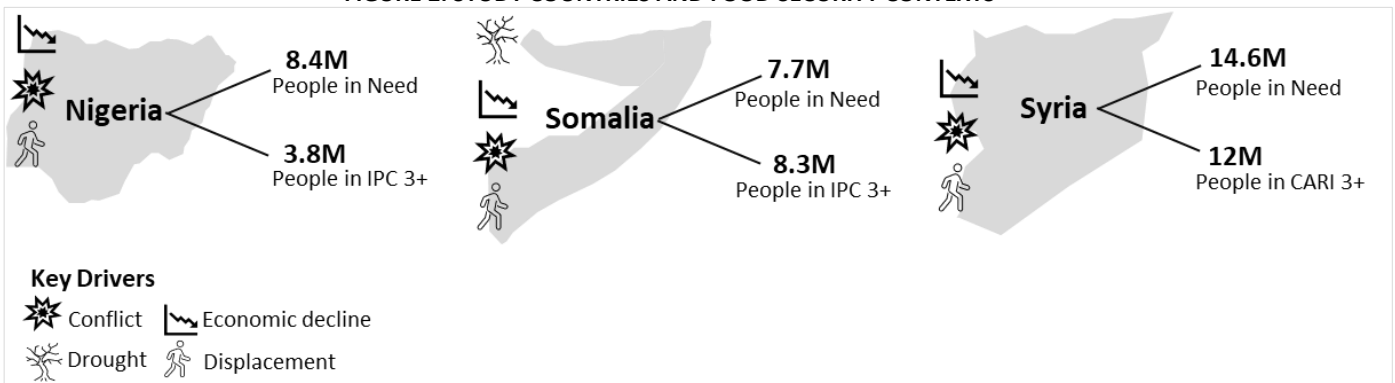 Nigeria
8.4M
People in Need
3.8M
People in IPC 3+
Somalia
7.7M
People in Need
8.3M
People in IPC 3+
Syria
14.6M
People in Need
12M
People in CARI 3+
Key Drivers
Conflict
Economic decline
Drought
Displacement